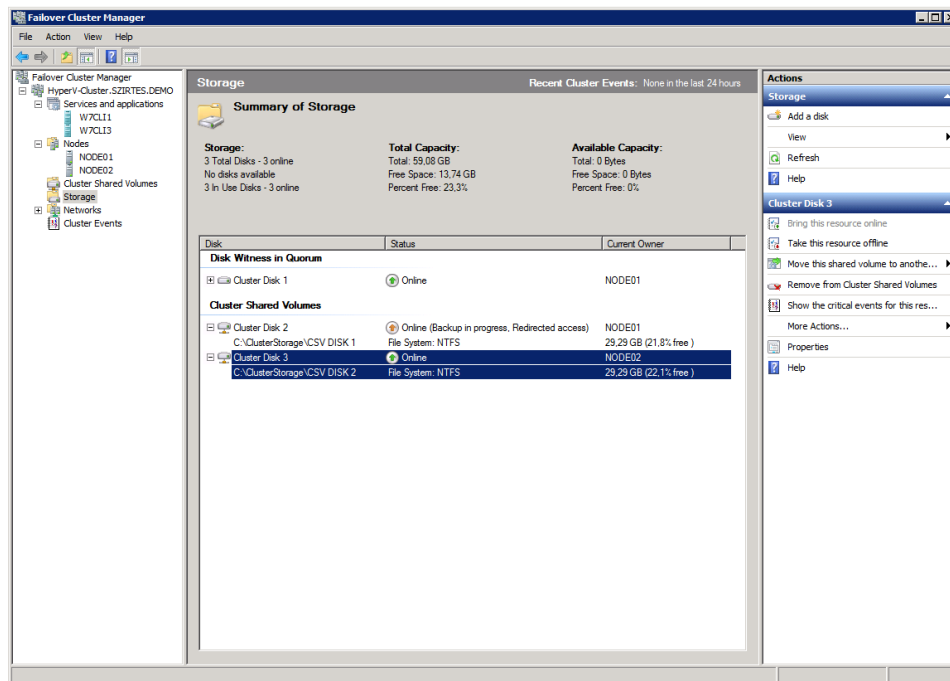 Failover Cluster Manager
File Action View Help
Failover Cluster Manager
HyperV-Cluster.SZIRTES.DEMO
Services and applications
W7CLI1
W7CLI3
Nodes
NODE01
NODE02
Cluster Shared Volumes
Storage
Networks
Cluster Events
Storage Recent Cluster Events: None in the last 24 hours
Summary of Storage
Storage: Total Capacity: Available Capacity:
3 Total Disks - 3 online Total: 59,08 GB Total: 0 Bytes
No disks available Free Space: 13,74 GB Free Space: 0 Bytes
3 In Use Disks - 3 online Percent Free: 23,3% Percent Free: 0%
Disk Status Current Owner
Disk Witness in Quorum
Cluster Disk 1 Online NODE01
Cluster Shared Volumes
Cluster Disk 2 Online (Backup in progress, Redirected access) NODE01
C:\ClusterStorage\CSV DISK 1 File System: NTFS 29,29 GB (21,8% free )
Cluster Disk 3 Online NODE02
C:\ClusterStorage\CSV DISK 2 File System: NTFS 29,29 GB (22,1% free )
Actions
Storage
Add a disk
View
Refresh
Help
Cluster Disk 3
Bring this resource online
Take this resource offline
Move this shared volume to anothe...
Remove from Cluster Shared Volumes
Show the critical events for this res...
More Actions...
Properties
Help